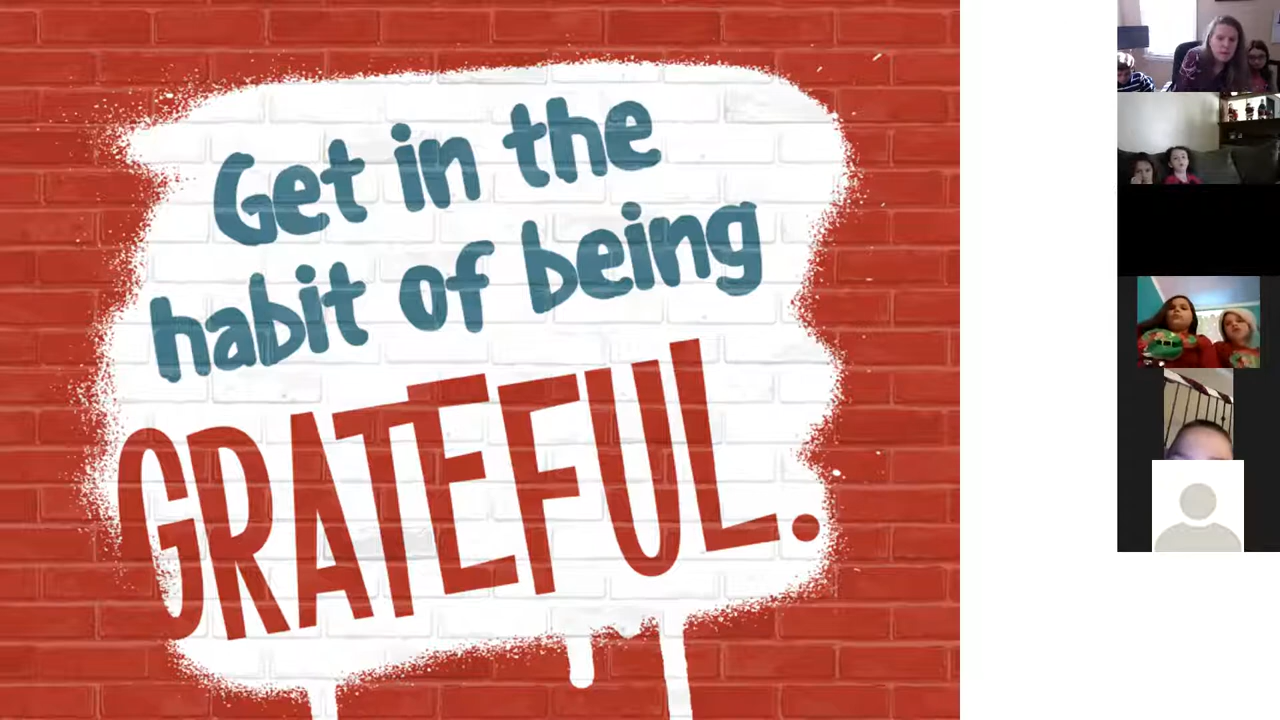 Get in the
habit of being
GRATEFUL.